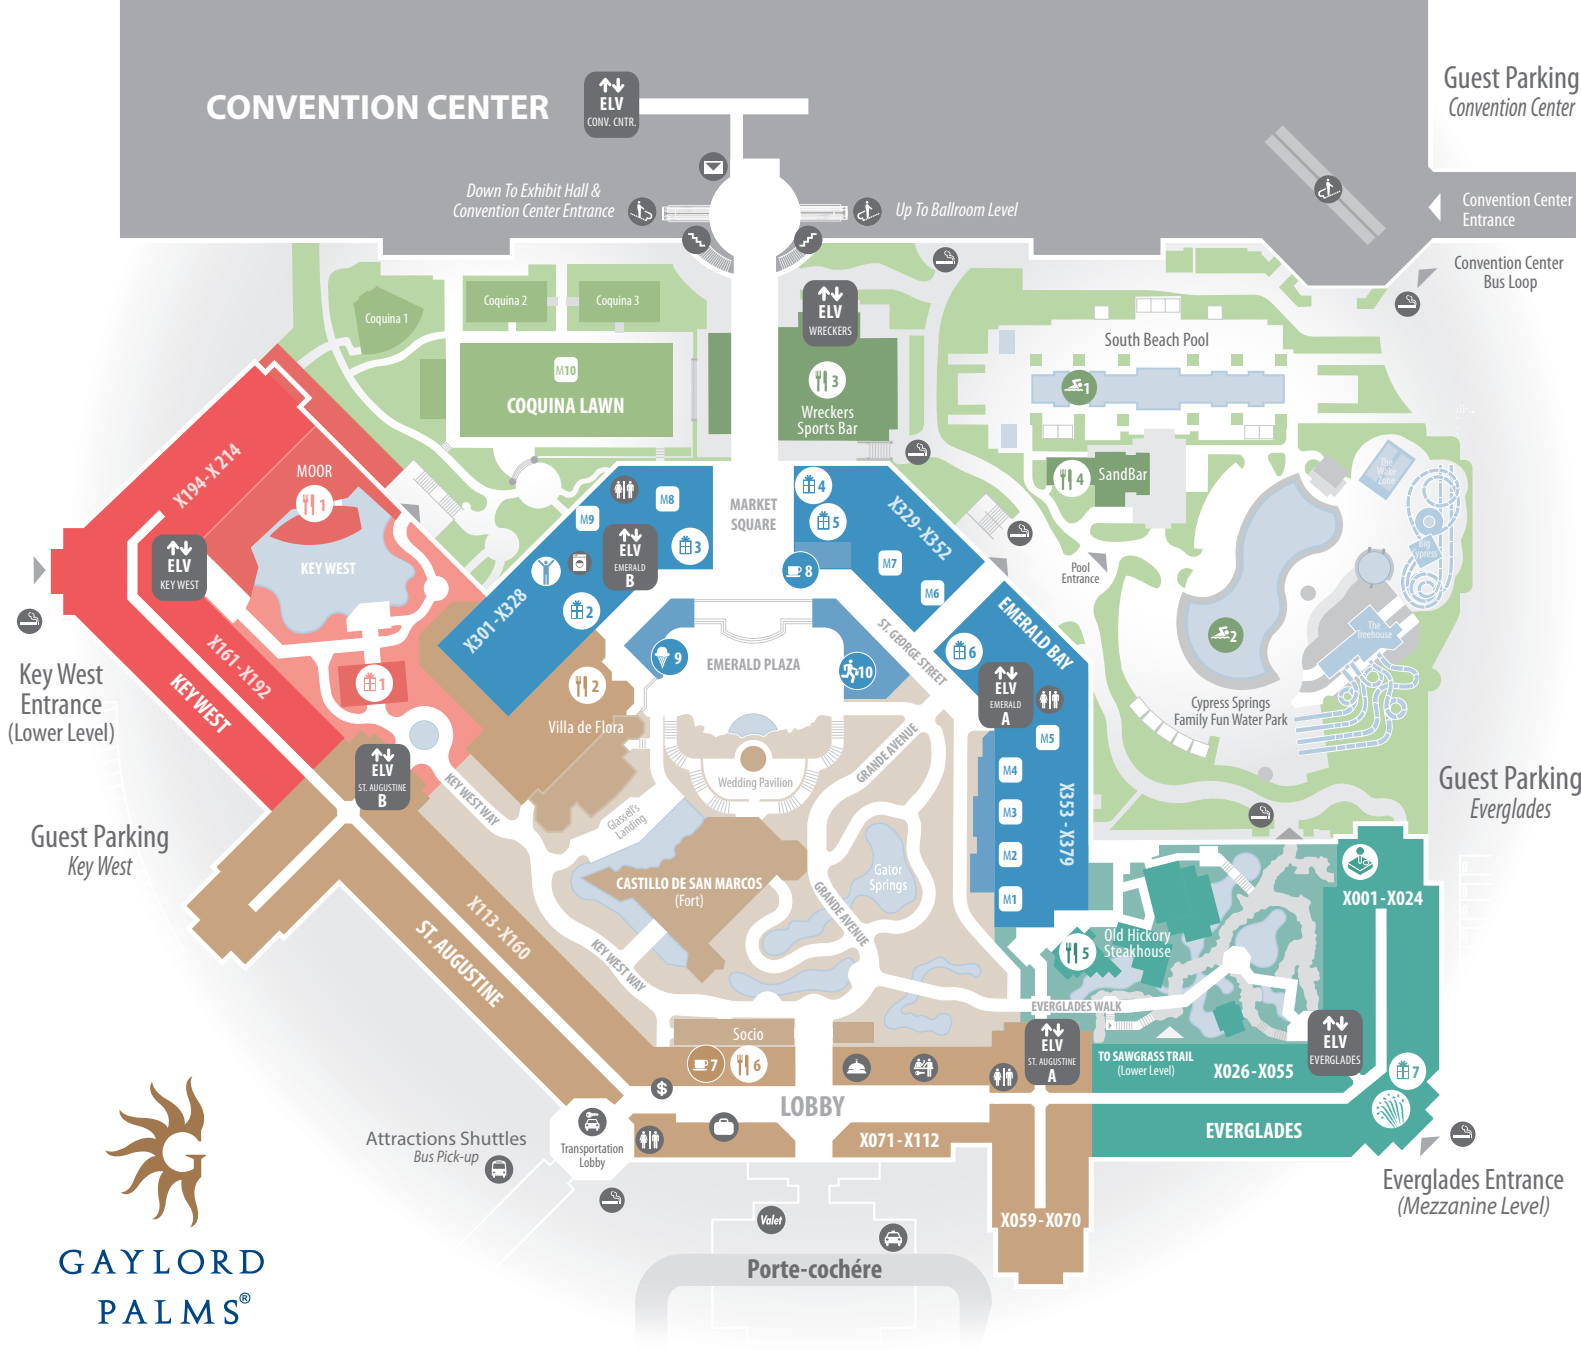 CONVENTION CENTER
ELV
CONV. CNTR.
Guest Parking
Convention Center
Down To Exhibit Hall &
Convention Center Entrance
Up To Ballroom Level
Convention Center
Entrance
Convention Center
Bus Loop
Coquina 1
Coquina 2
Coquina 3
M10
COQUINA LAWN
ELV
WRECKERS
3
Wreckers
Sports Bar
South Beach Pool
1
4
SandBar
The
Wake
Zone
Big
Cypress
The
Treehouse
2
Cypress Springs
Family Fun Water Park
Pool
Entrance
X194-X214
MOOR
1
KEY WEST
ELV
KEY WEST
X161-X192
KEY WEST
1
Key West
Entrance
(Lower Level)
Guest Parking
Key West
MARKET
SQUARE
M8
M9
3
ELV
EMERALD
B
2
X301-X328
4
5
X329-X352
8
M7
M6
ST. GEORGE STREET
EMERALD BAY
6
ELV
EMERALD
A
M5
M4
M3
M2
M1
X353 - X379
9
EMERALD PLAZA
10
2
Villa de Flora
Wedding Pavilion
GRANDE AVENUE
ELV
ST. AUGUSTINE
B
KEY WEST WAY
Glassell's
Landing
CASTILLO DE SAN MARCOS
(Fort)
Gator
Springs
GRANDE AVENUE
KEY WEST WAY
X113-X160
ST. AUGUSTINE
Guest Parking
Everglades
X001-X024
Old Hickory
Steakhouse
5
EVERGLADES WALK
ELV
ST. AUGUSTINE
A
TO SAWGRASS TRAIL
(Lower Level)
X026-X055
ELV
EVERGLADES
7
EVERGLADES
Everglades Entrance
(Mezzanine Level)
Socio
7
6
$
LOBBY
X071-X112
X059-X070
Transportation
Lobby
Attractions Shuttles
Bus Pick-up
Valet
Porte-cochére
G
GAYLORD
PALMS®